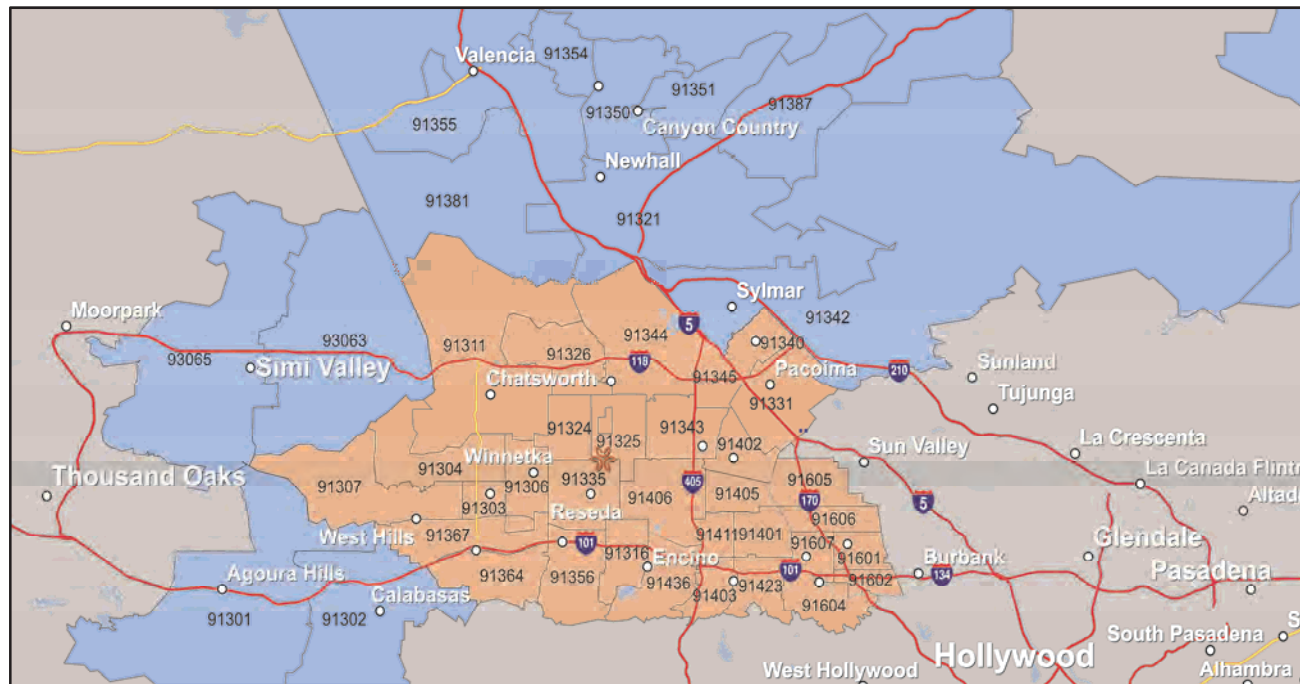 Valencia
91354
91351
91387
91350
91355
Canyon Country
Newhall
91381
91321
Sylmar
Moorpark
91342
5
93063
91344
93065
91311
91326
91340
Simi Valley
118
91345
Pacoima
210
Sunland
Chatsworth
91331
Tujunga
91324
91325
91343
91402
Sun Valley
La Crescenta
Winnetka
91304
La Canada Flintr
Thousand Oaks
91307
91306
91335
405
91405
91605
Altad
91303
91406
170
5
Reseda
91606
West Hills
91367
91411
91401
Glendale
101
91316
Encino
91607
91601
Burbank
Agoura Hills
91364
91356
91436
101
91423
91602
134
Pasadena
Calabasas
91403
91604
91301
91302
S
South Pasadena
West Hollywood
Hollywood
Alhambra